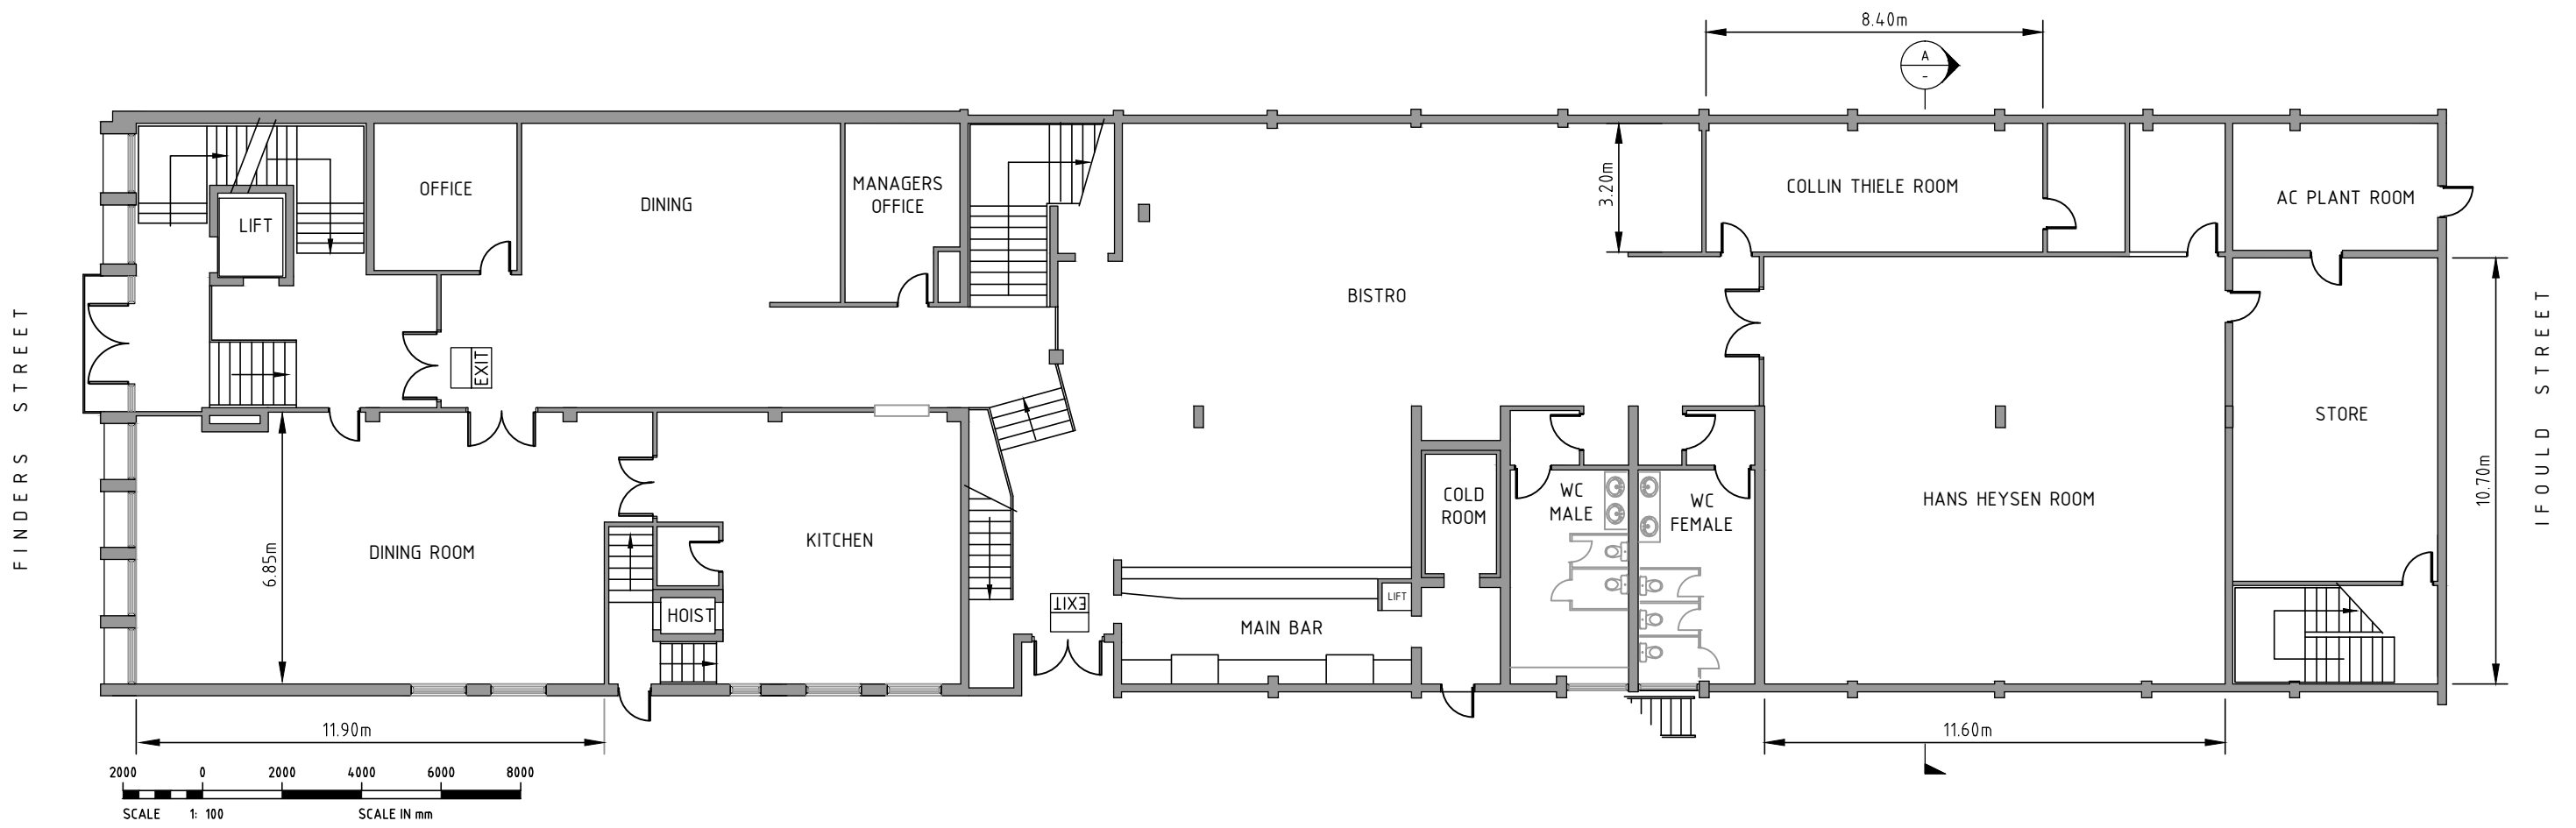 8.40m
A
-
OFFICE
DINING
MANAGERS
OFFICE
3.20m
COLLIN THIELE ROOM
AC PLANT ROOM
LIFT
BISTRO
FINDERS STREET
EXIT
IFOULD STREET
STORE
6.85m
DINING ROOM
KITCHEN
COLD
ROOM
WC
MALE
WC
FEMALE
HANS HEYSEN ROOM
10.70m
HOIST
EXIT
LIFT
MAIN BAR
11.90m
11.60m
2000 0 2000 4000 6000 8000
SCALE 1: 100 SCALE IN mm